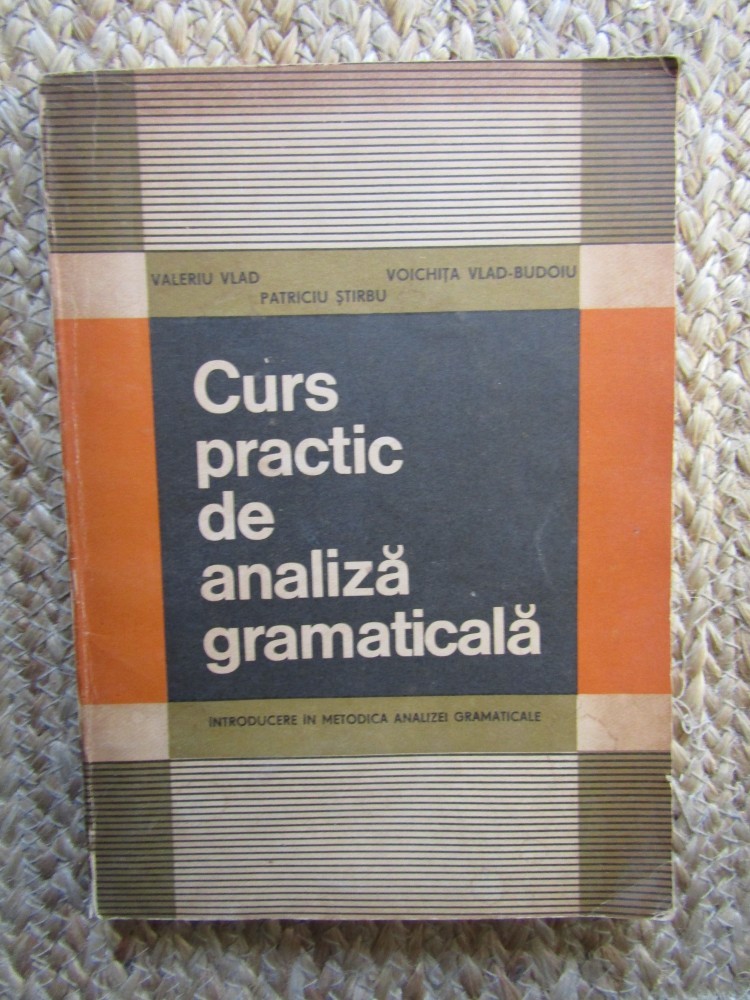 VALERIU VLAD VOICHIȚA VLAD-BUDOIU
PATRICIU ȘTIRBU
Curs
practic
de
analiză
gramaticală
INTRODUCERE ÎN METODICA ANALIZEI GRAMATICALE